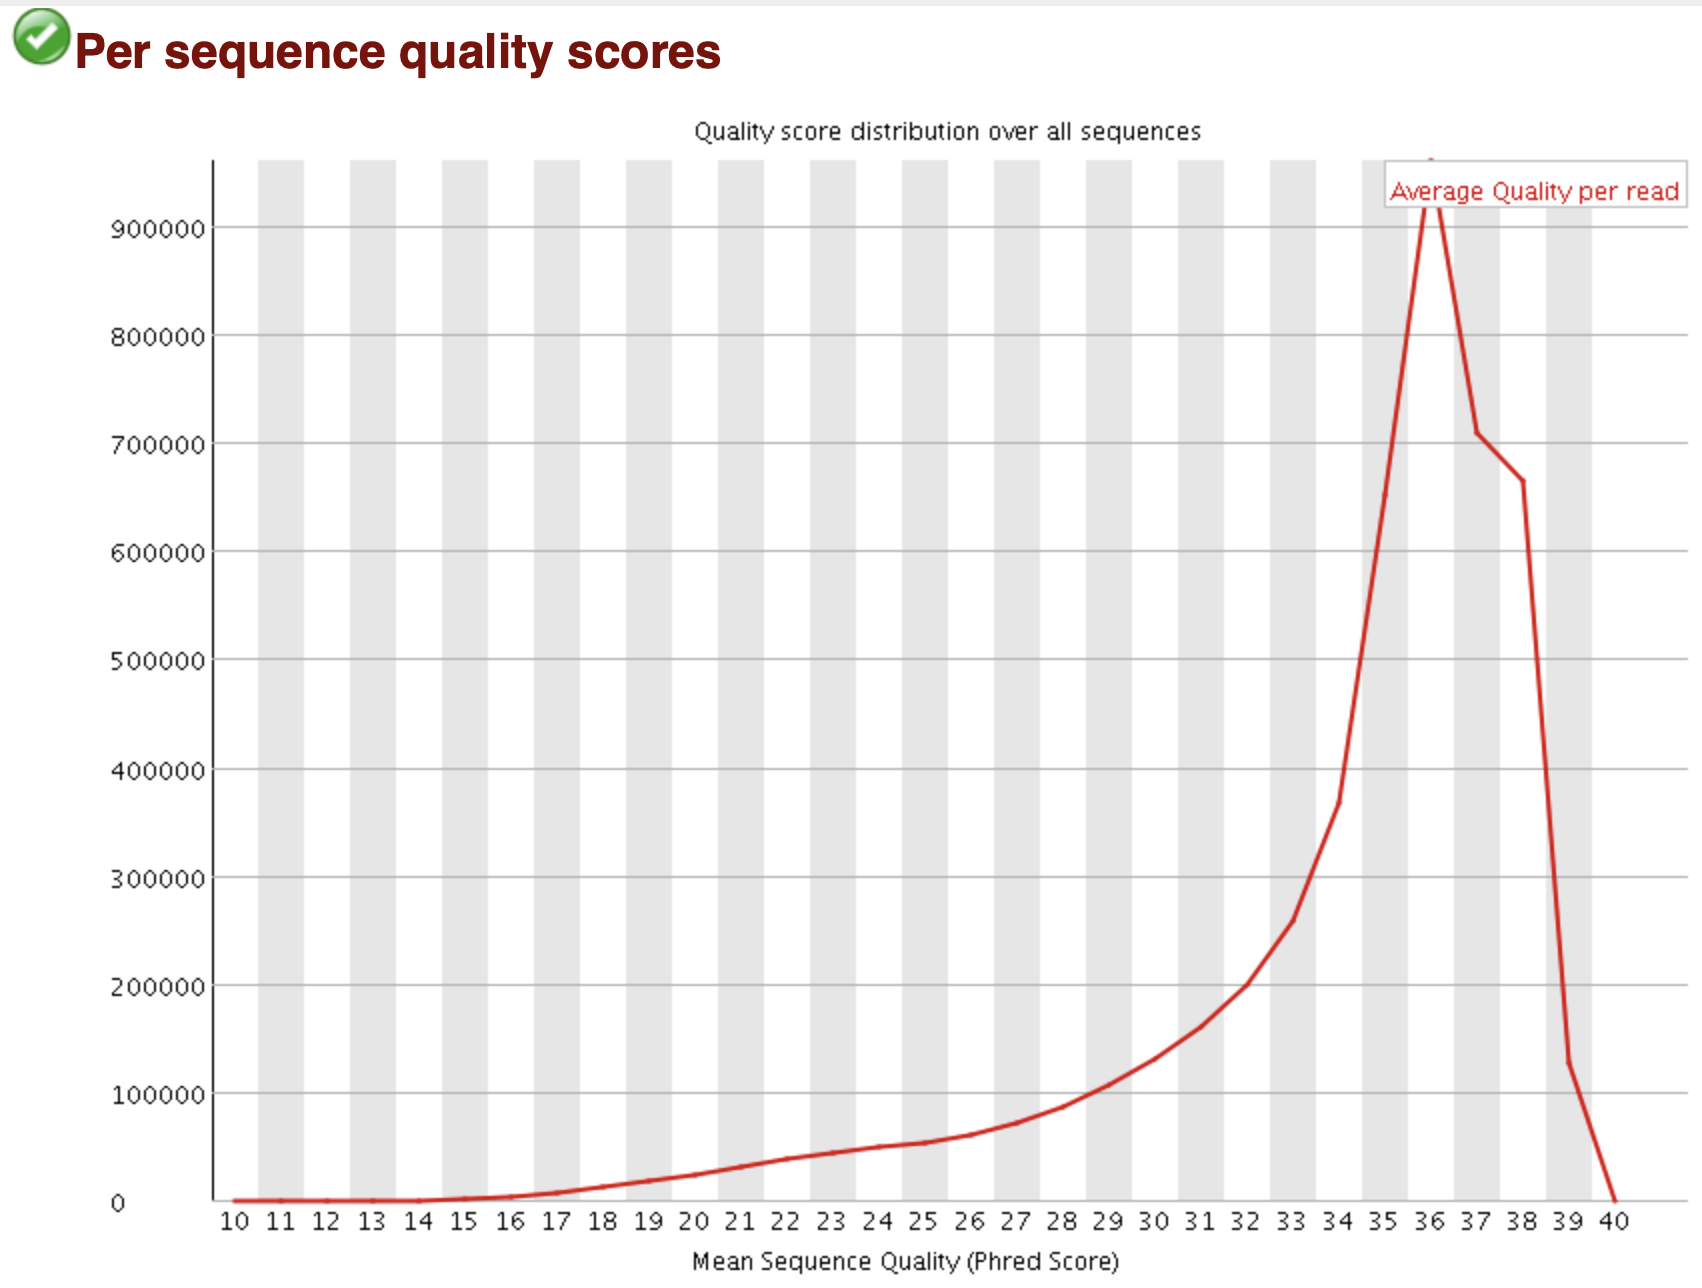 Per sequence quality scores
Quality score distribution over all sequences
Average Quality per read
900000
800000
700000
600000
500000
400000
300000
200000
100000
0
10 11 12 13 14 15 16 17 18 19 20 21 22 23 24 25 26 27 28 29 30 31 32 33 34 35 36 37 38 39 40
Mean Sequence Quality (Phred Score)